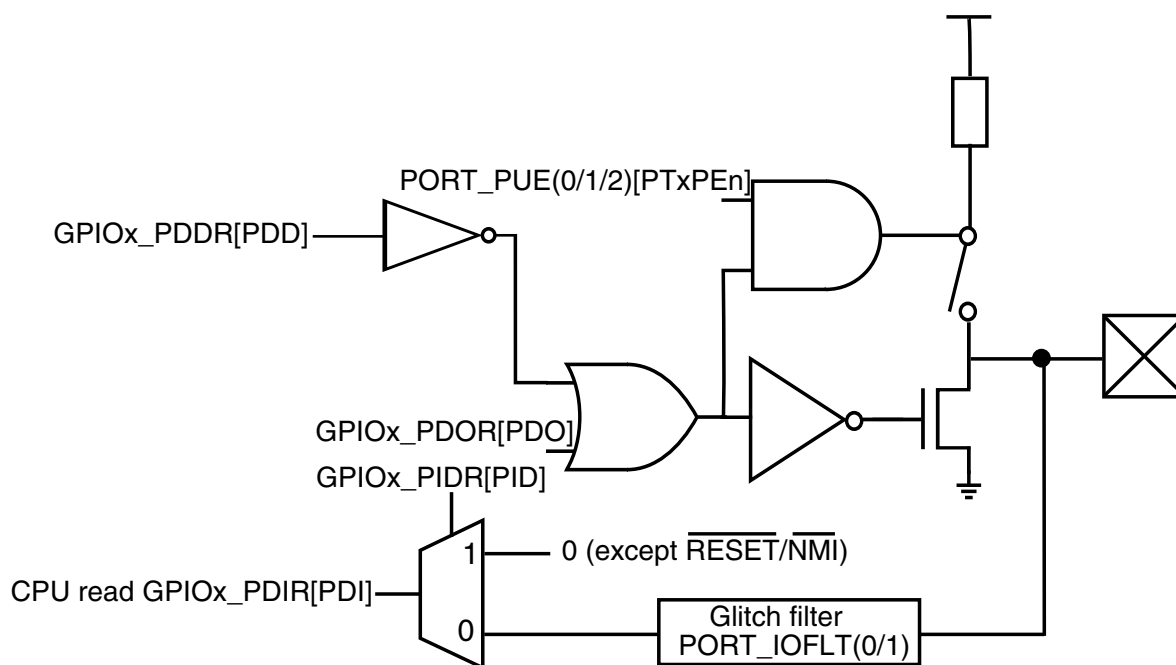 PORT_PUE(0/1/2)[PTxPEn]
GPIOx_PDDR[PDD]
GPIOx_PDOR[PDO]
GPIOx_PIDR[PID]
1
0 (except RESET/NMI)
CPU read GPIOx_PDIR[PDI]
0
Glitch filter
PORT_IOFLT(0/1)